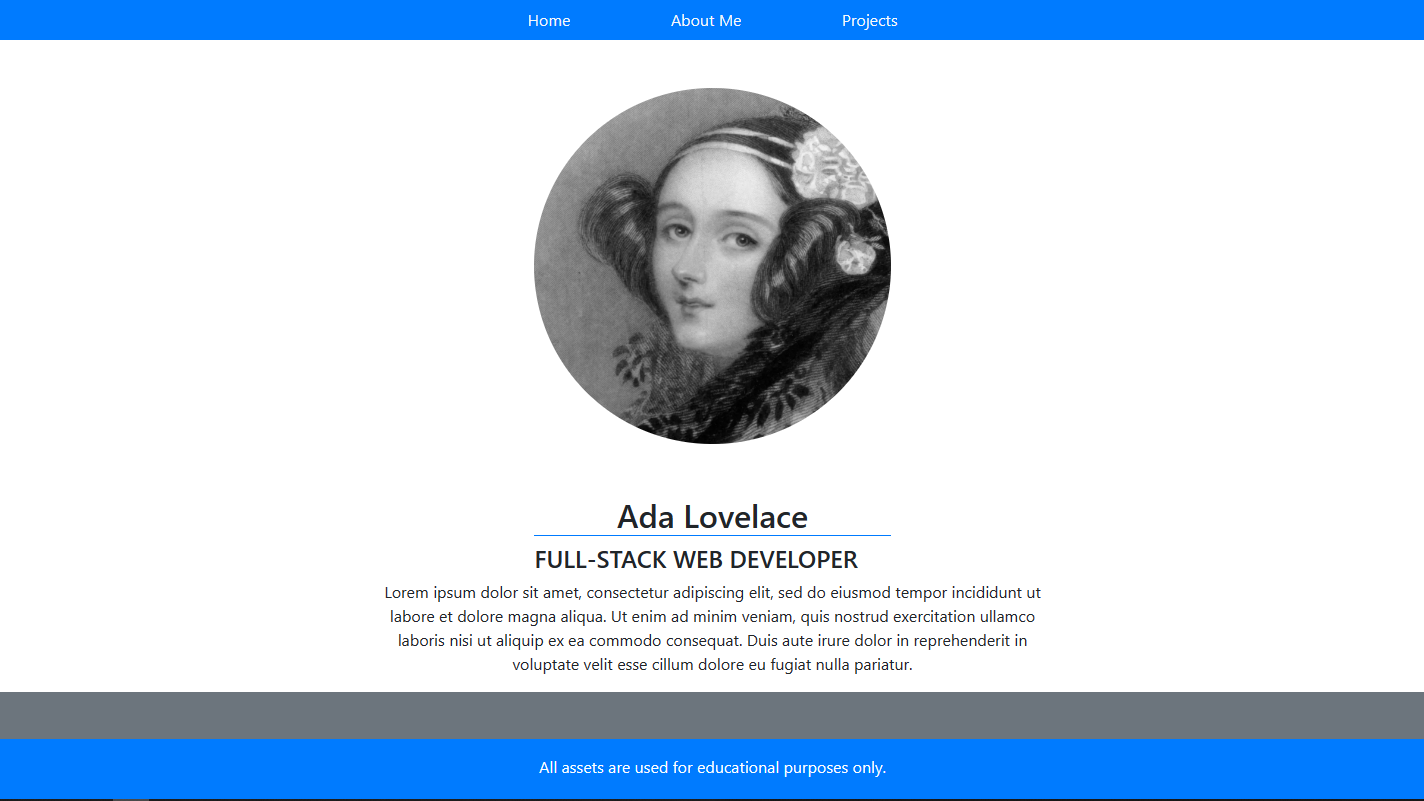 Home About Me Projects
Ada Lovelace
FULL-STACK WEB DEVELOPER
Lorem ipsum dolor sit amet, consectetur adipiscing elit, sed do eiusmod tempor incididunt ut
labore et dolore magna aliqua. Ut enim ad minim veniam, quis nostrud exercitation ullamco
laboris nisi ut aliquip ex ea commodo consequat. Duis aute irure dolor in reprehenderit in
voluptate velit esse cillum dolore eu fugiat nulla pariatur.
All assets are used for educational purposes only.